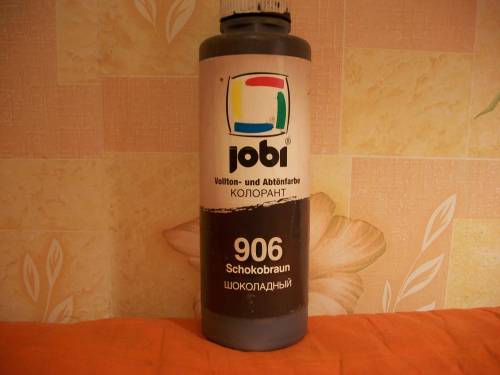 jobi®
Vollton- und Abtönfarbe
КОЛОРАНТ
906
Schokobraun
ШОКОЛАДНЫЙ